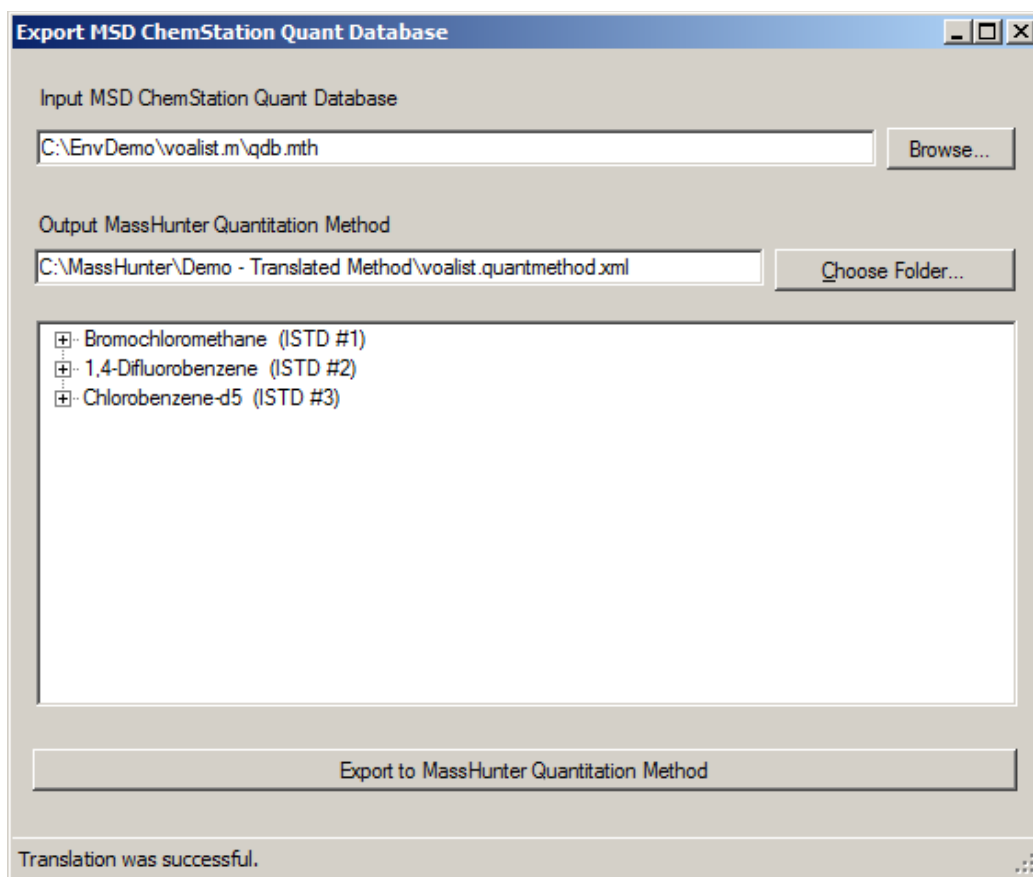 Export MSD ChemStation Quant Database
Input MSD ChemStation Quant Database
C:\EnvDemo\voalist.m\qdb.mth
Browse...
Output MassHunter Quantitation Method
C:\MassHunter\Demo - Translated Method\voalist.quantmethod.xml
Choose Folder...
Bromochloromethane (ISTD #1)
1,4-Difluorobenzene (ISTD #2)
Chlorobenzene-d5 (ISTD #3)
Export to MassHunter Quantitation Method
Translation was successful.